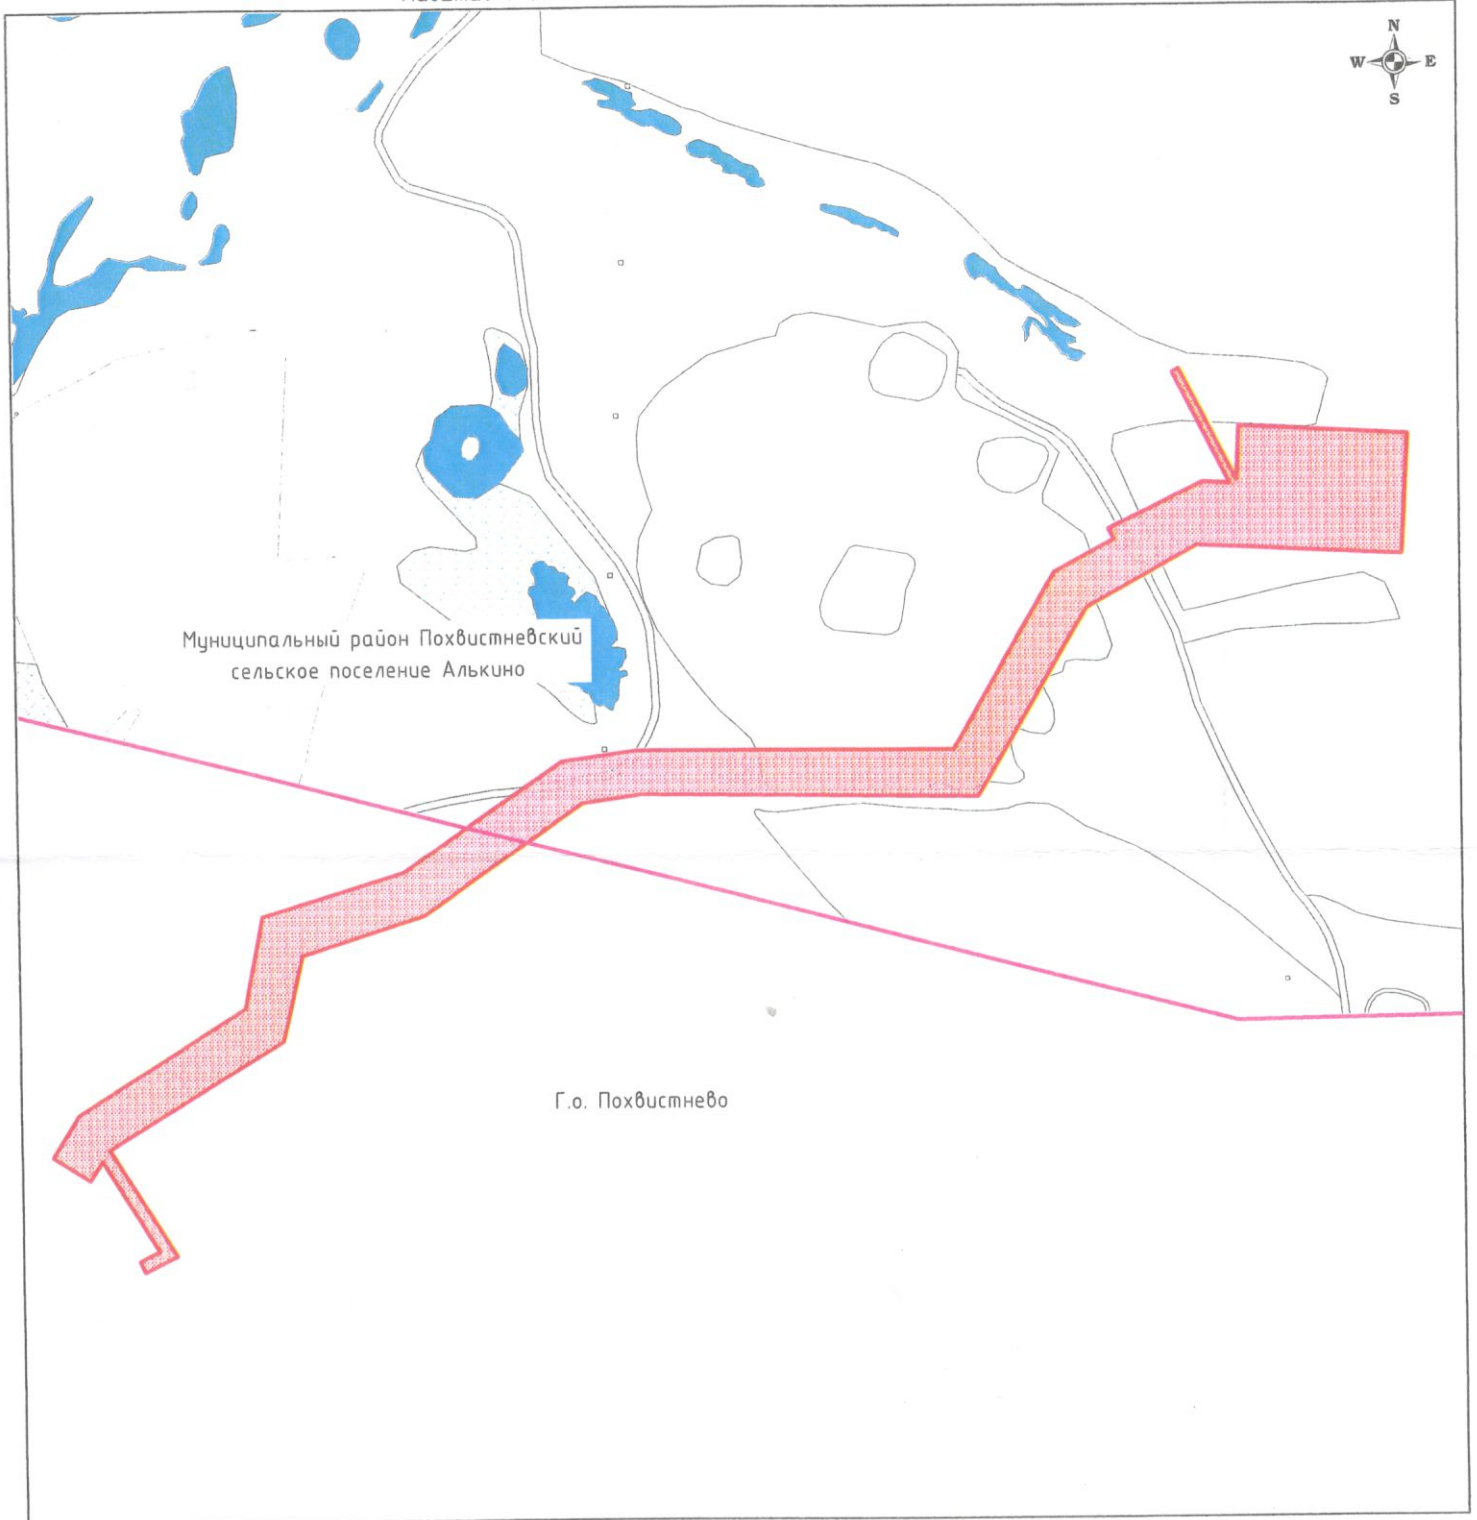 N
W E
S
Муниципальный район Похвистневский
сельское поселение Алькино
Г.о. Похвистнево